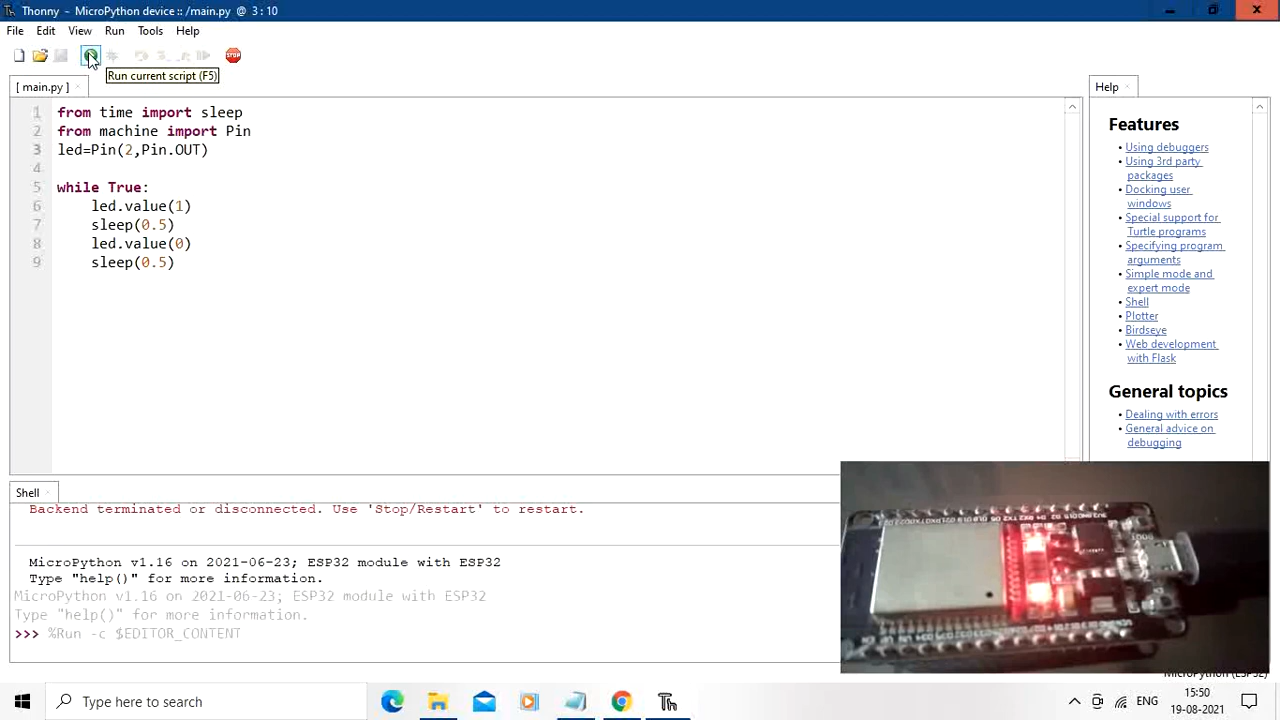 Thonny - MicroPython device :: /main.py @ 3 : 10
File Edit View Run Tools Help
STOP
Run current script (F5)
[ main.py ] ×
Help ×
1 from time import sleep
2 from machine import Pin
3 led=Pin(2,Pin.OUT)
4
5 while True:
6 led.value(1)
7 sleep(0.5)
8 led.value(0)
9 sleep(0.5)
Features
• Using debuggers
• Using 3rd party
packages
• Docking user
windows
• Special support for
Turtle programs
• Specifying program
arguments
• Simple mode and
expert mode
• Shell
• Plotter
• Birdseye
• Web development
with Flask
General topics
• Dealing with errors
• General advice on
debugging
Shell ×
Backend terminated or disconnected. Use 'Stop/Restart' to restart.
MicroPython v1.16 on 2021-06-23; ESP32 module with ESP32
Type "help()" for more information.
MicroPython v1.16 on 2021-06-23; ESP32 module with ESP32
Type "help()" for more information.
>>> %Run -c $EDITOR_CONTENT
MicroPython (ESP32)
Type here to search
ENG
15:50
19-08-2021